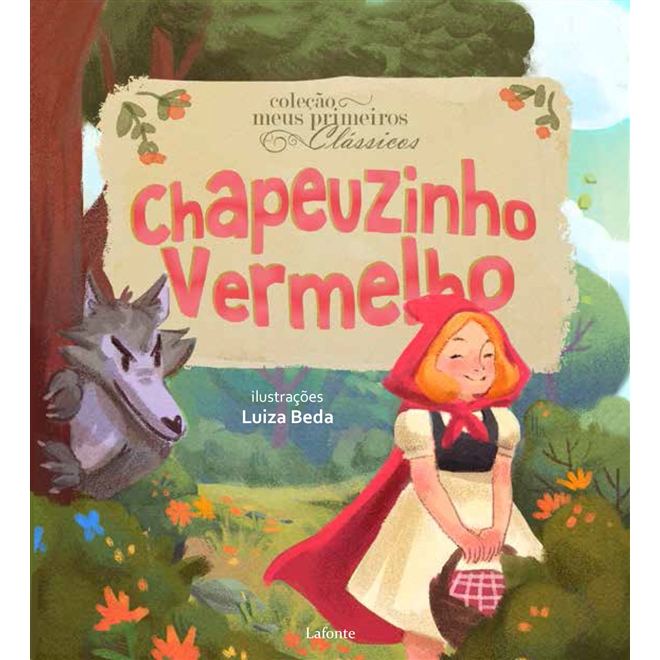 coleção
meus primeiros
Clássicos
Chapeuzinho
Vermelho
ilustrações
Luiza Beda
Lafonte